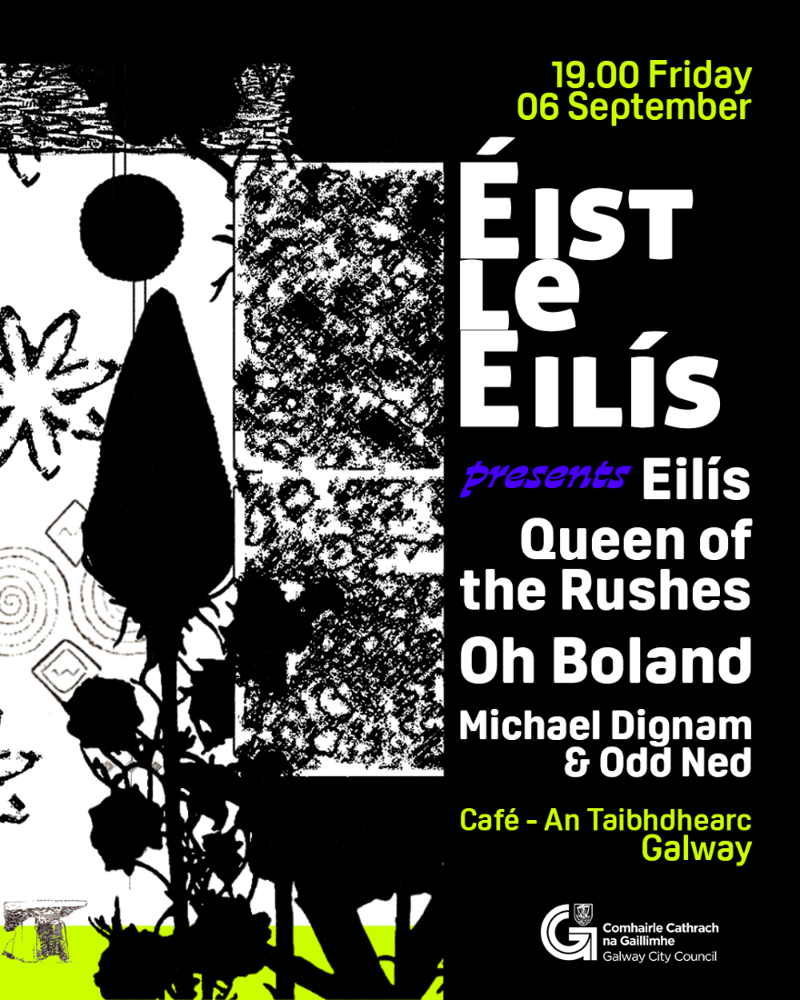 19.00 Friday
06 September
Éist
Le
Eilís
presents Eilís
Queen of
the Rushes
Oh Boland
Michael Dignam
& Odd Ned
Café - An Taibhdhearc
Galway
Comhairle Cathrach
na Gaillimhe
Galway City Council